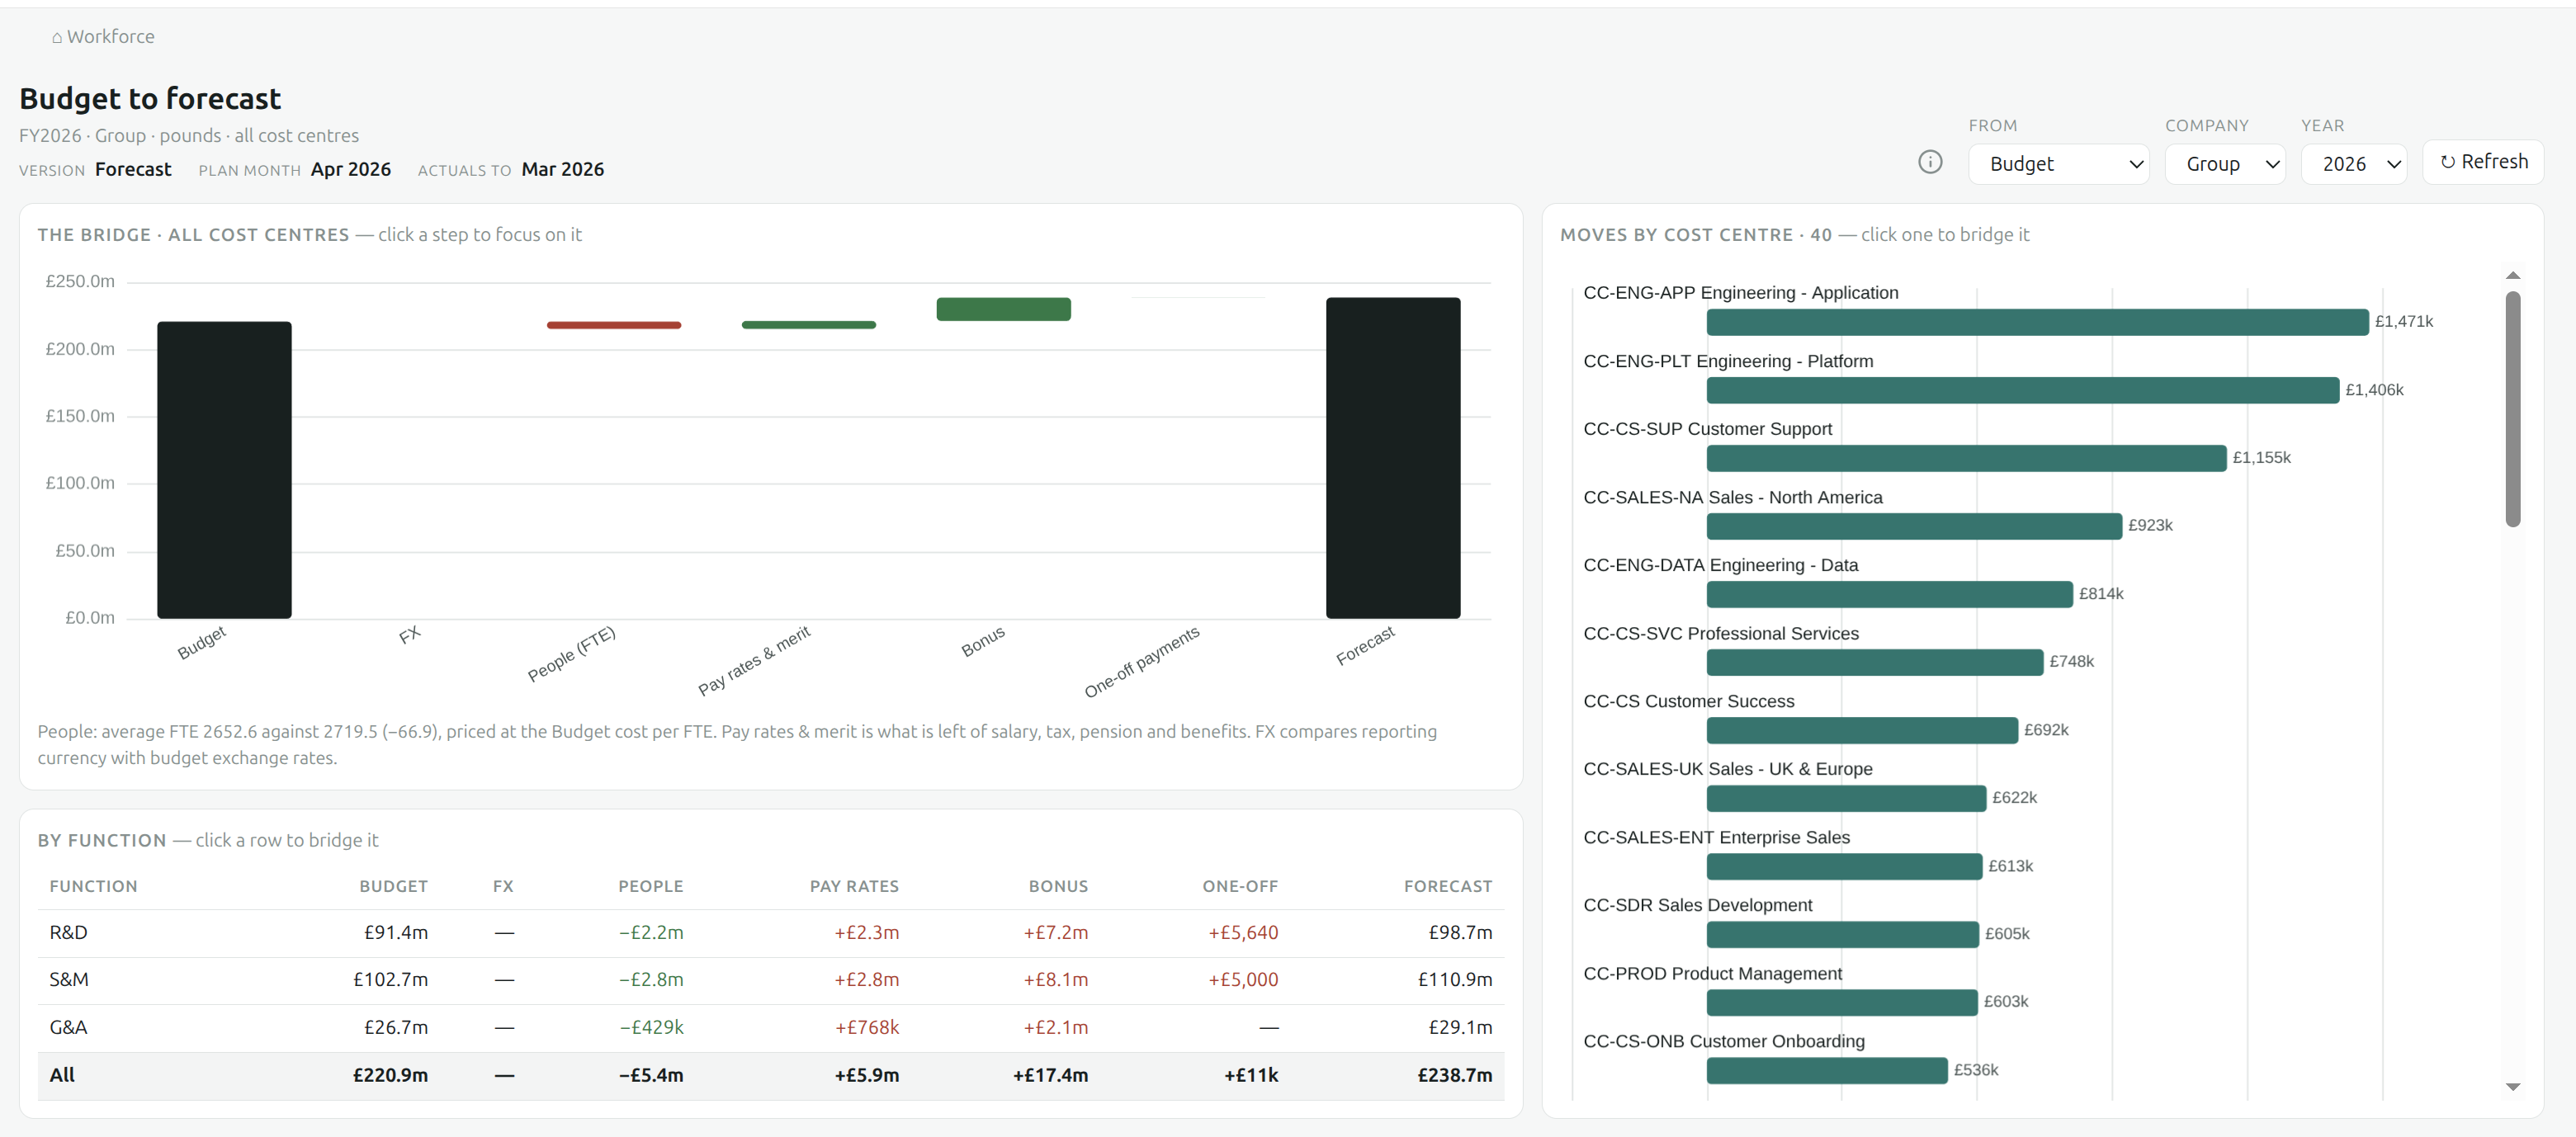 ⌂ Workforce
Budget to forecast
FY2026 · Group · pounds · all cost centres
VERSION Forecast PLAN MONTH Apr 2026 ACTUALS TO Mar 2026
FROM COMPANY YEAR
Budget Group 2026 ↻ Refresh
THE BRIDGE · ALL COST CENTRES — click a step to focus on it
£250.0m
£200.0m
£150.0m
£100.0m
£50.0m
£0.0m
Budget
FX
People (FTE)
Pay rates & merit
Bonus
One-off payments
Forecast
People: average FTE 2652.6 against 2719.5 (−66.9), priced at the Budget cost per FTE. Pay rates & merit is what is left of salary, tax, pension and benefits. FX compares reporting
currency with budget exchange rates.
BY FUNCTION — click a row to bridge it
FUNCTION BUDGET FX PEOPLE PAY RATES BONUS ONE-OFF FORECAST
R&D £91.4m — −£2.2m +£2.3m +£7.2m +£5,640 £98.7m
S&M £102.7m — −£2.8m +£2.8m +£8.1m +£5,000 £110.9m
G&A £26.7m — −£429k +£768k +£2.1m — £29.1m
All £220.9m — −£5.4m +£5.9m +£17.4m +£11k £238.7m
MOVES BY COST CENTRE · 40 — click one to bridge it
CC-ENG-APP Engineering - Application
£1,471k
CC-ENG-PLT Engineering - Platform
£1,406k
CC-CS-SUP Customer Support
£1,155k
CC-SALES-NA Sales - North America
£923k
CC-ENG-DATA Engineering - Data
£814k
CC-CS-SVC Professional Services
£748k
CC-CS Customer Success
£692k
CC-SALES-UK Sales - UK & Europe
£622k
CC-SALES-ENT Enterprise Sales
£613k
CC-SDR Sales Development
£605k
CC-PROD Product Management
£603k
CC-CS-ONB Customer Onboarding
£536k